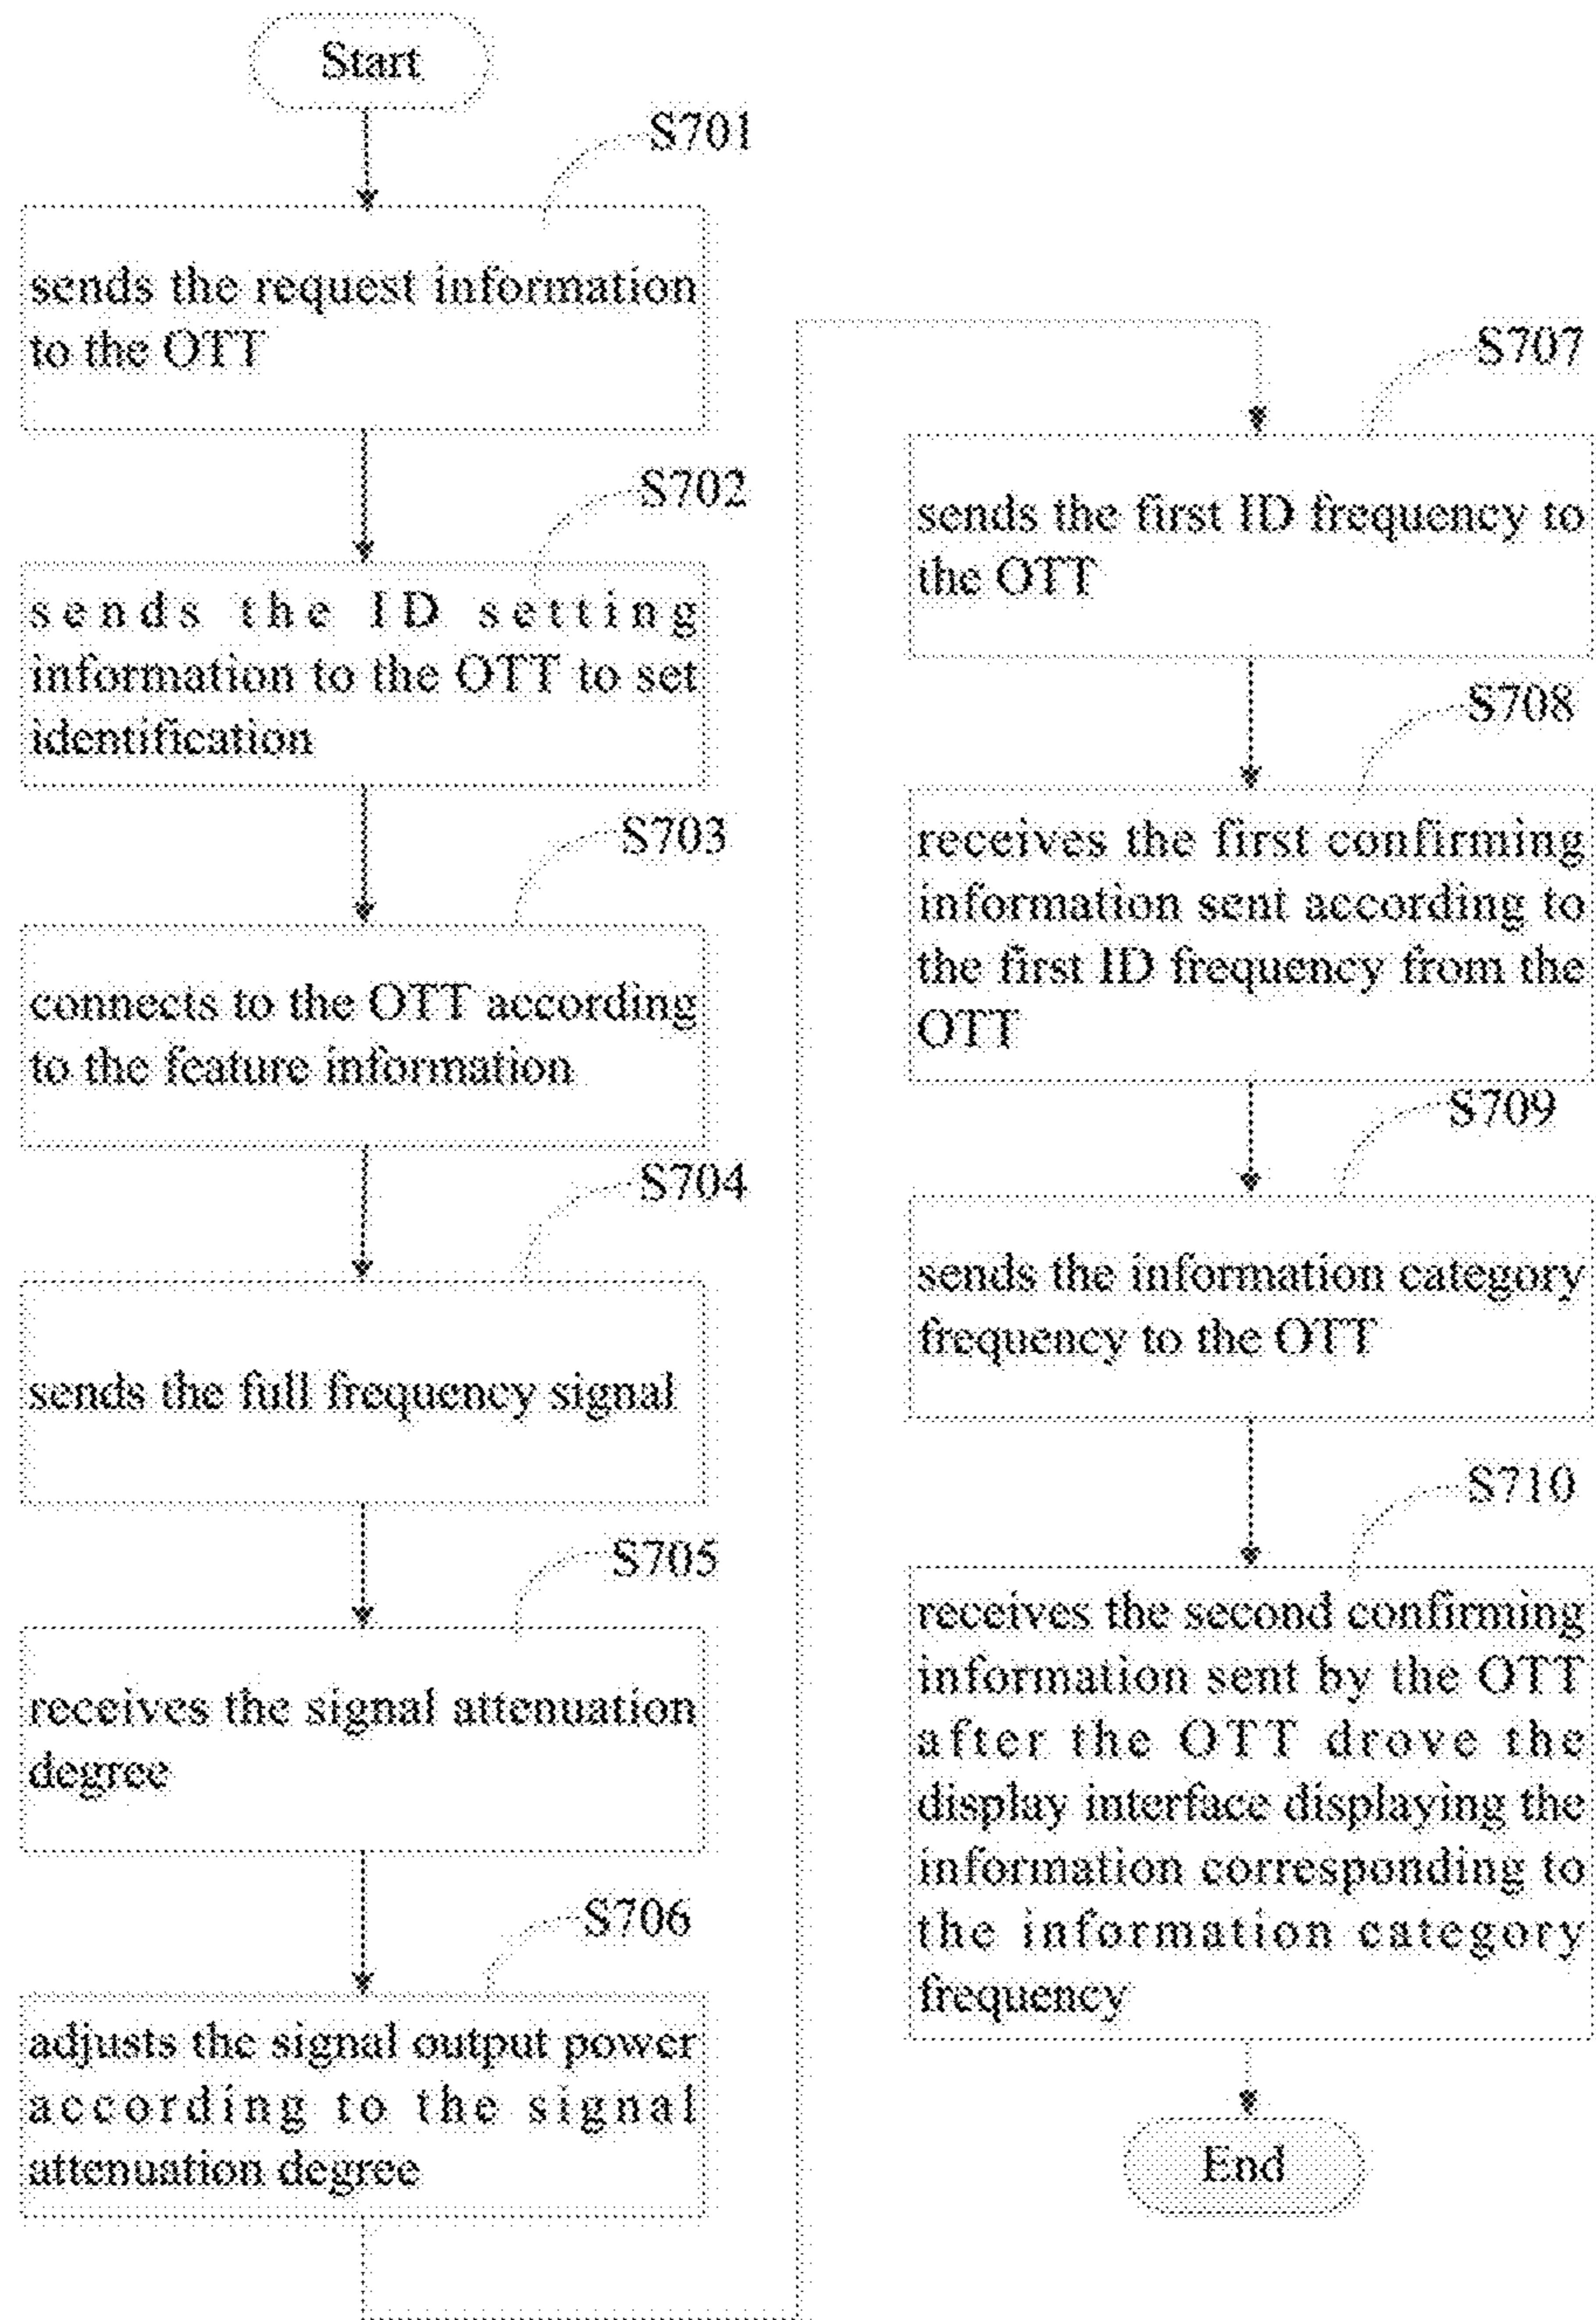 Start
S701
sends the request information
to the OTT
S702
sends the ID setting
information to the OTT to set
identification
S703
connects to the OTT according
to the feature information
S704
sends the full frequency signal
S705
receives the signal attenuation
degree
S706
adjusts the signal output power
according to the signal
attenuation degree
S707
sends the first ID frequency to
the OTT
S708
receives the first confirming
information sent according to
the first ID frequency from the
OTT
S709
sends the information category
frequency to the OTT
S710
receives the second confirming
information sent by the OTT
after the OTT drove the
display interface displaying the
information corresponding to
the information category
frequency
End